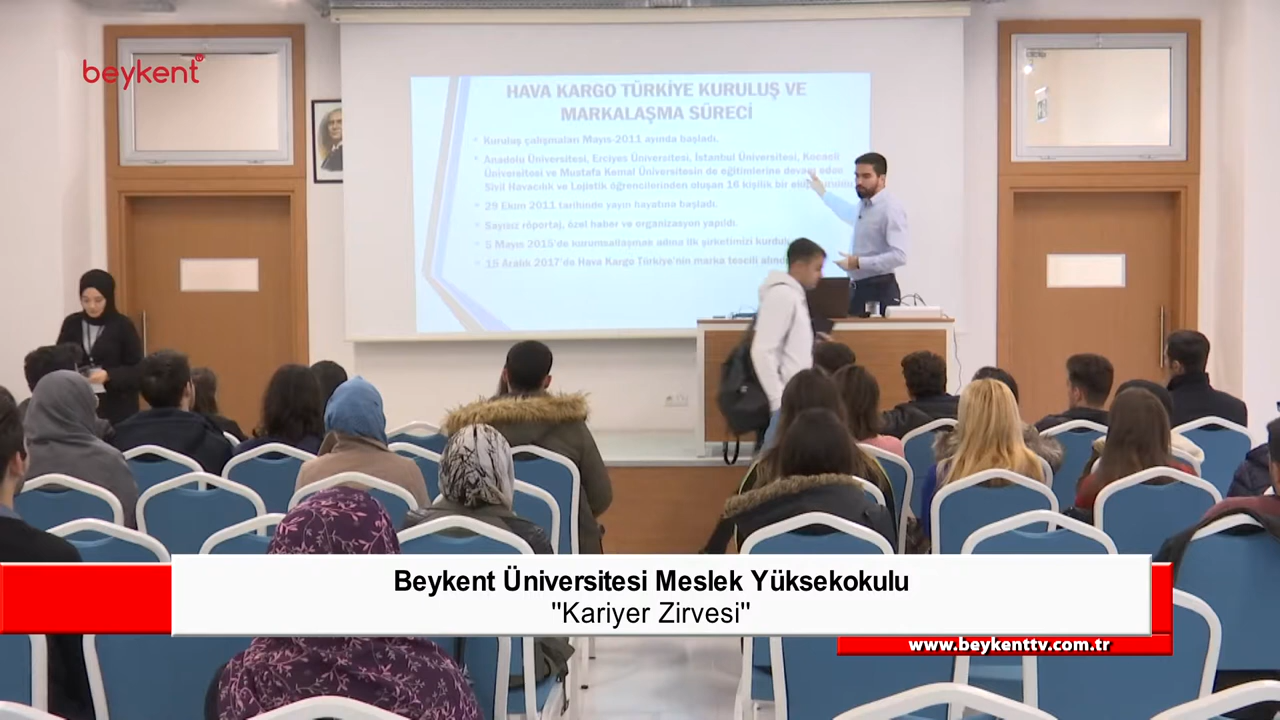 beykent
HAVA KARGO TÜRKİYE KURULUŞ VE
MARKALAŞMA SÜRECİ
Kuruluş çalışmaları Mayıs-2011 ayında başladı.
Anadolu Üniversitesi, Erciyes Üniversitesi, İstanbul Üniversitesi, Kocaeli
Üniversitesi ve Mustafa Kemal Üniversitesin de eğitimlerine devam eden
Sivil Havacılık ve Lojistik öğrencilerinden oluşan 16 kişilik bir
29 Ekim 2011 tarihinde yayın hayatına başladı.
Sayısız röportaj, özel haber ve organizasyon yapıldı.
5 Mayıs 2015'de kurumsallaşmak adına ilk şirketimizi kurduk
15 Aralık 2017'de Hava Kargo Türkiye'nin marka tescili alınd
Beykent Üniversitesi Meslek Yüksekokulu
"Kariyer Zirvesi"
www.beykenttv.com.tr